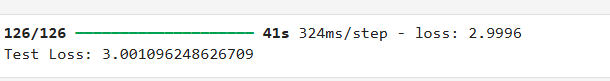 126/126 ━━━━━━━━━━━━━━━━━━━━ 41s 324ms/step - loss: 2.9996
Test Loss: 3.001096248626709